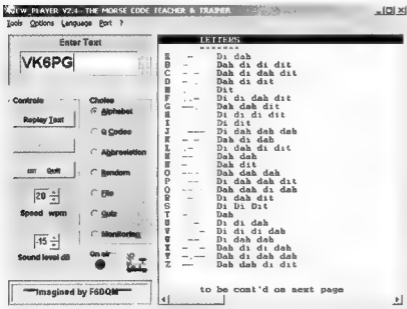 CW_PLAYER V2.4 - THE MORSE CODE TEACHER & TRAINER
Tools Options Language Port ?
Enter Text
VK6PG
Controls
Replay Text
Quit
20
Speed wpm
-15
Sound level dB
Choice
Alphabet
Q Codes
Abbreviation
Random
File
Quiz
Monitoring
On air
Imagined by F6DQM
LETTERS
Di dah
B Dah di di dit
C Dah di dah dit
D Dah di dit
Dit
F Di di dah dit
G Dah dah dit
H Di di di dit
I Di dit
J Di dah dah dah
K Dah di dah
L Di dah di dit
Dah dah
Dah dit
Dah dah dah
P Di dah dah dit
Q Dah dah di dah
R Di dah dit
S Di Di Dit
T Dah
U Di di dah
V Di di di dah
Di dah dah
X Dah di di dah
Y Dah di dah dah
Z Dah dah di dit
to be cont'd on next page